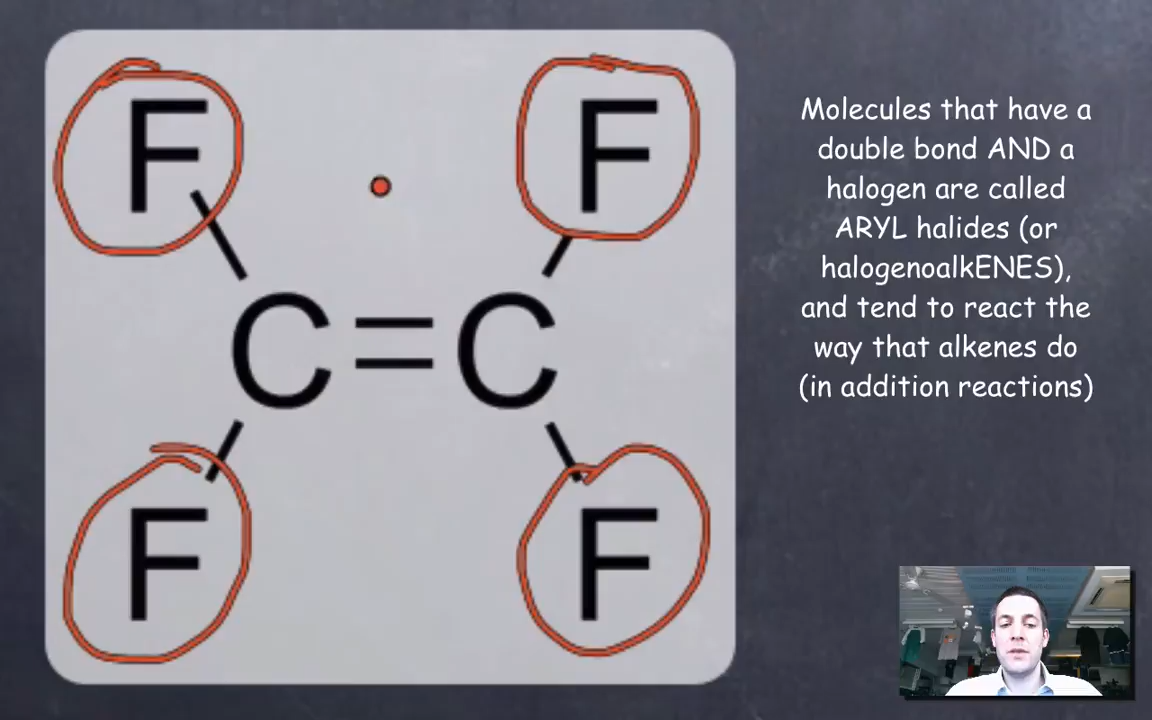 F F
C=C
F F
Molecules that have a
double bond AND a
halogen are called
ARYL halides (or
halogenoalkENES),
and tend to react the
way that alkenes do
(in addition reactions)